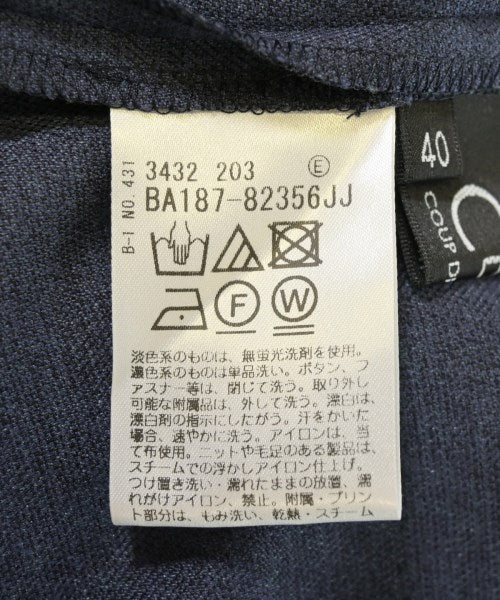 B-1 NO. 431
3432 203 Ⓔ
BA187-82356JJ
F W
淡色系のものは、無蛍光洗剤を使用。
濃色系のものは単品洗い。ボタン、フ
ァスナー等は、閉じて洗う。取り外し
可能な附属品は、外して洗う。漂白は、
漂白剤の指示にしたがう。汗をかいた
場合、速やかに洗う。アイロンは、当
て布使用。ニットや毛足のある製品は、
スチームでの浮かしアイロン仕上げ。
つけ置き洗い・濡れたままの放置、濡
れがけアイロン、禁止。附属・プリン
ト部分は、もみ洗い、乾熱・スチーム
40
COUP